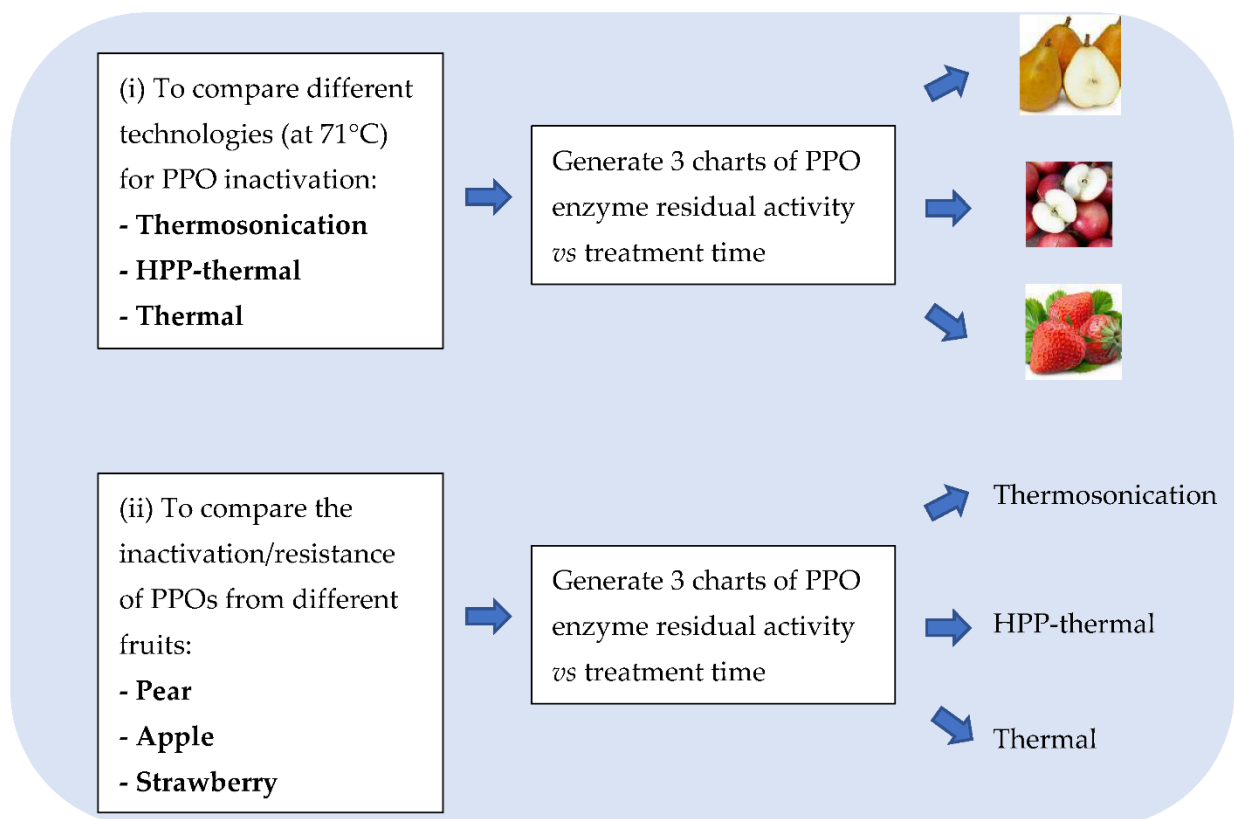 (i) To compare different
technologies (at 71°C)
for PPO inactivation:
- Thermosonication
- HPP-thermal
- Thermal
Generate 3 charts of PPO
enzyme residual activity
vs treatment time
(ii) To compare the
inactivation/resistance
of PPOs from different
fruits:
- Pear
- Apple
- Strawberry
Generate 3 charts of PPO
enzyme residual activity
vs treatment time
Thermosonication
HPP-thermal
Thermal